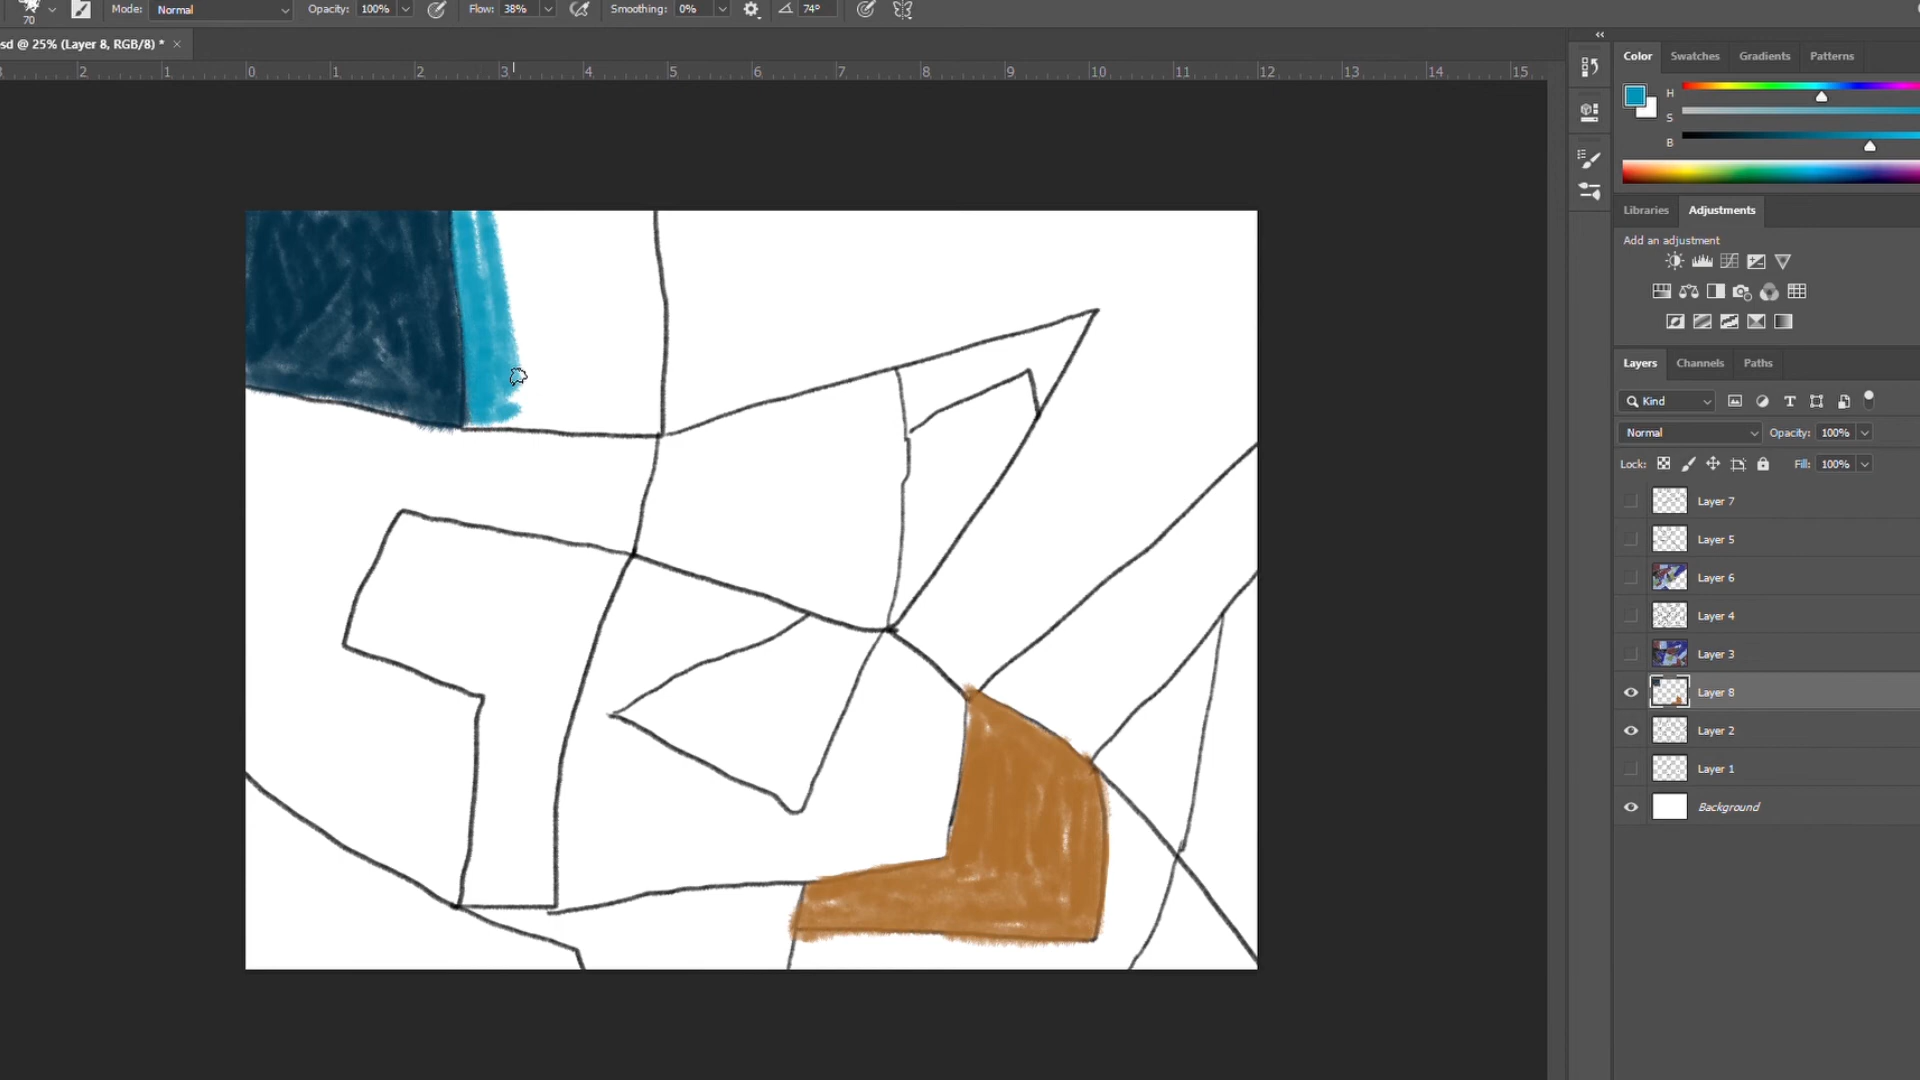 70 Mode: Normal Opacity: 100% Flow: 38% Smoothing: 0% 74°
sd @ 25% (Layer 8, RGB/8) * ×
2 1 0 1 2 3 4 5 6 7 8 9 10 11 12 13 14 15
Color Swatches Gradients Patterns
H
S
B
Libraries Adjustments
Add an adjustment
Layers Channels Paths
Kind
Normal Opacity: 100%
Lock: Fill: 100%
Layer 7
Layer 5
Layer 6
Layer 4
Layer 3
Layer 8
Layer 2
Layer 1
Background